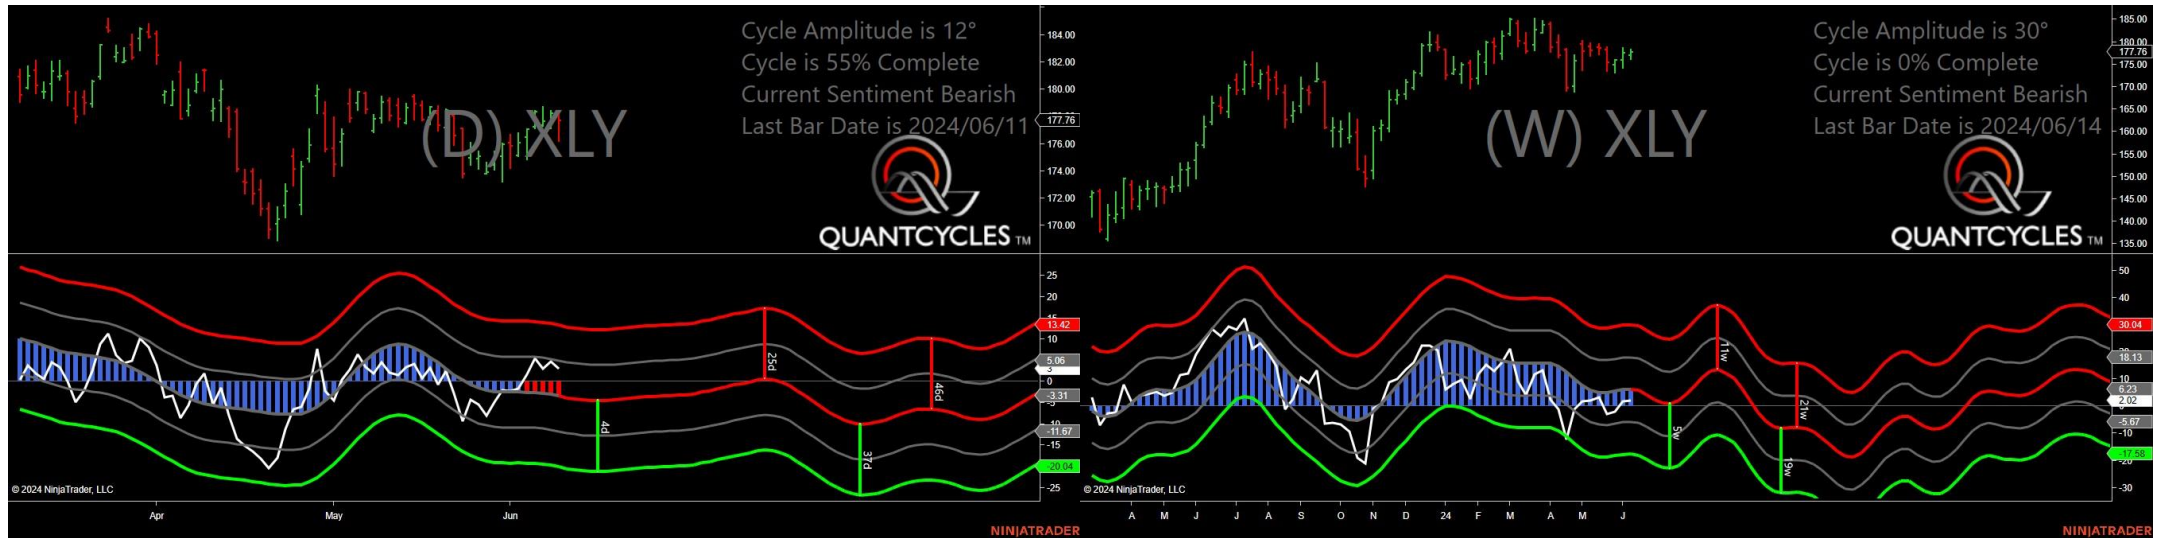 Cycle Amplitude is 12°
Cycle is 55% Complete
Current Sentiment Bearish
Last Bar Date is 2024/06/11
(D) XLY
QUANTCYCLES TM
184.00
182.00
180.00
177.76
176.00
174.00
172.00
170.00
25
20
13.42
5.06
3
0
-3.31
-11.67
-15
-20.04
-25
4d
25d
37d
46d
© 2024 NinjaTrader, LLC
Apr May Jun
NINJATRADER
Cycle Amplitude is 30°
Cycle is 0% Complete
Current Sentiment Bearish
Last Bar Date is 2024/06/14
(W) XLY
QUANTCYCLES TM
185.00
180.00
177.76
175.00
170.00
165.00
160.00
155.00
150.00
145.00
140.00
135.00
50
40
30.04
18.13
10
6.23
2.02
-5.67
-10
-17.58
-30
5w
11w
19w
21w
© 2024 NinjaTrader, LLC
A M J J A S O N D 24 F M A M J
NINJATRADER